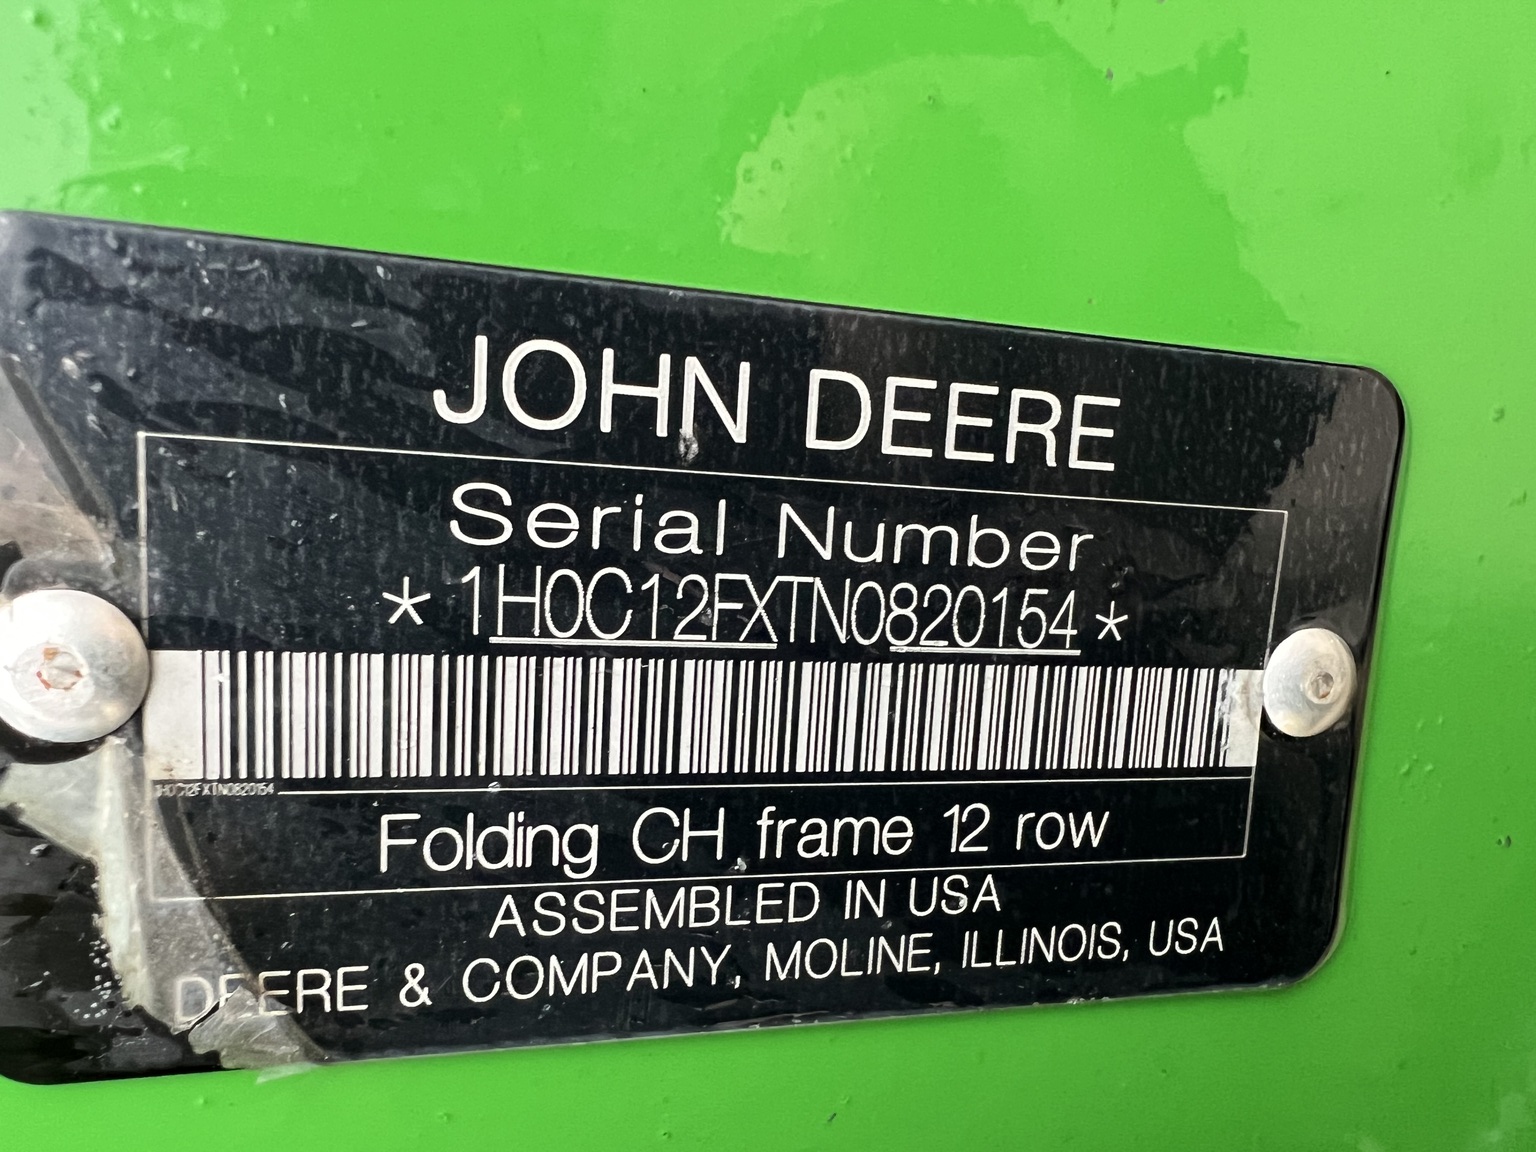 JOHN DEERE
Serial Number
* 1H0C12FXTN0820154 *
1H0C12FXTN0820154
Folding CH frame 12 row
ASSEMBLED IN USA
DEERE & COMPANY, MOLINE, ILLINOIS, USA